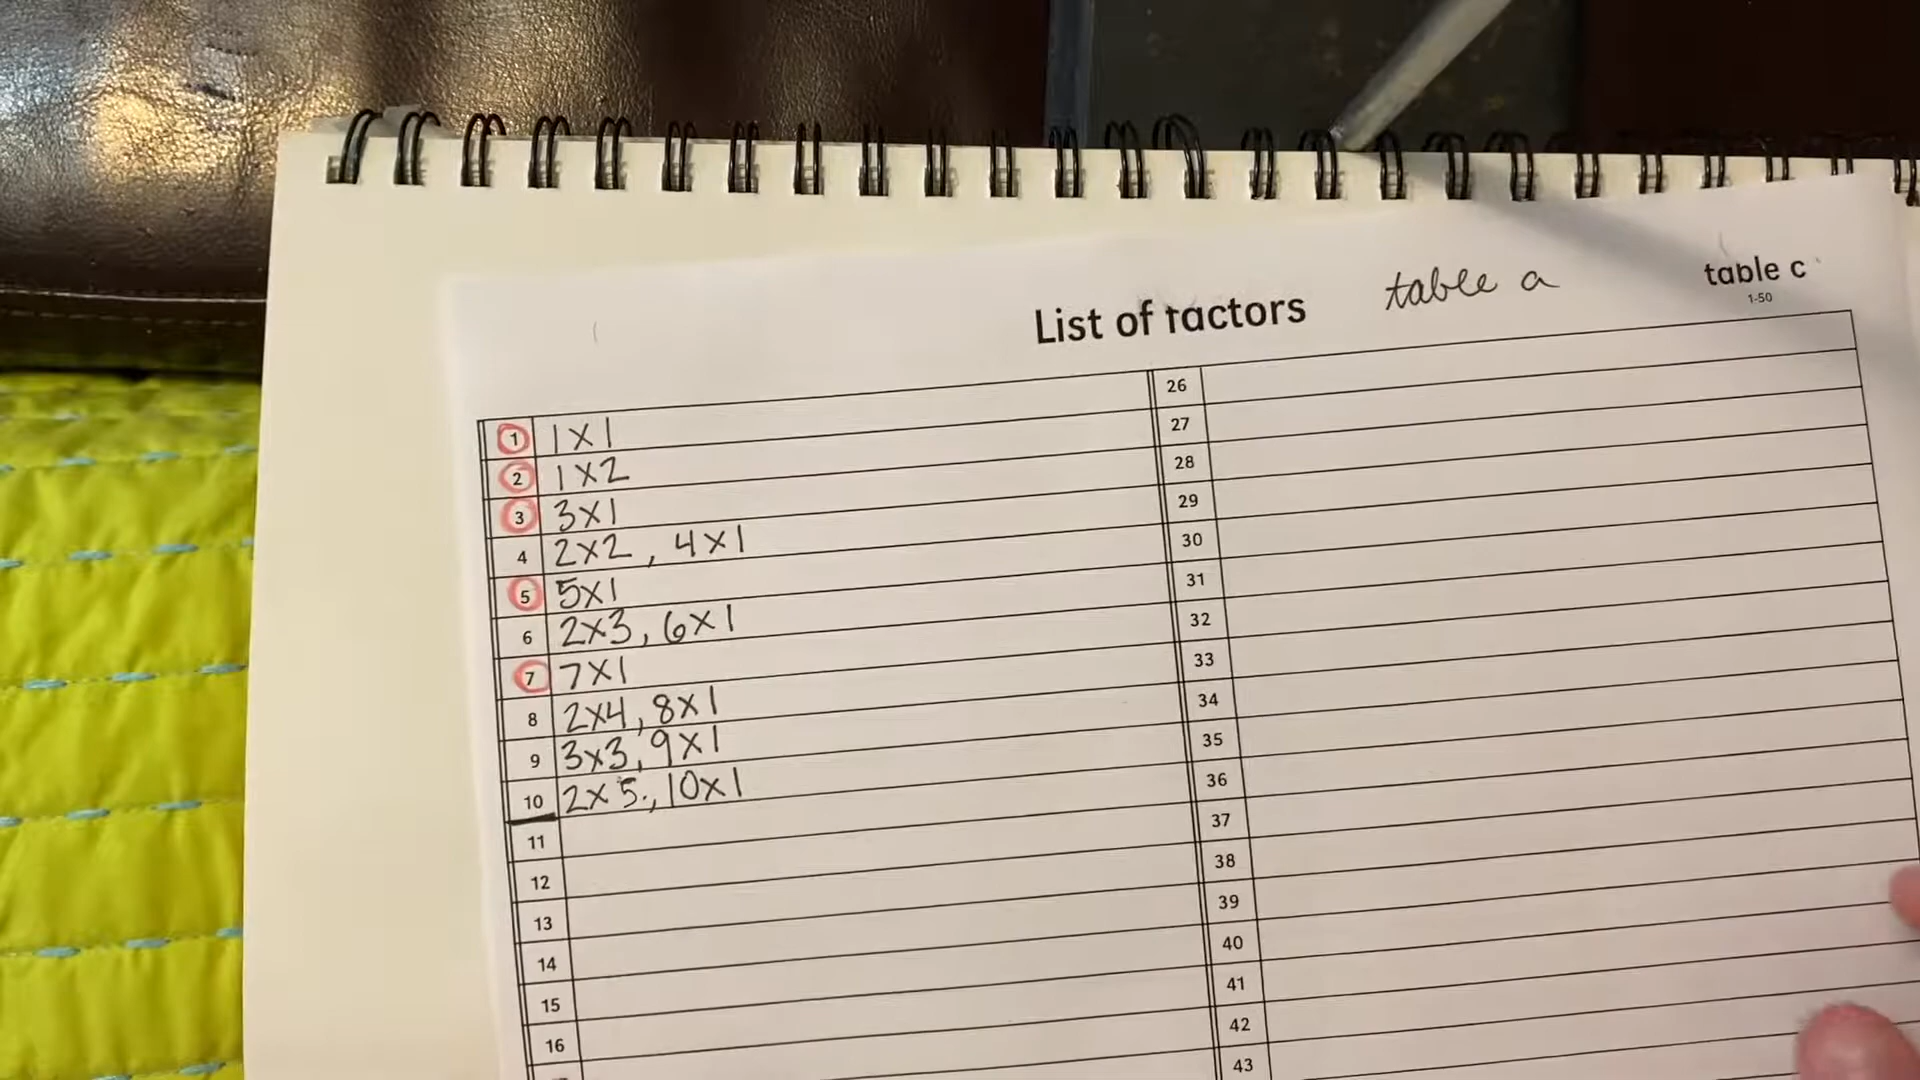 List of factors table a table c
1-50
1 1x1
2 1x2
3 3x1
4 2x2, 4x1
5 5x1
6 2x3, 6x1
7 7x1
8 2x4, 8x1
9 3x3, 9x1
10 2x5, 10x1
11
12
13
14
15
16
26
27
28
29
30
31
32
33
34
35
36
37
38
39
40
41
42
43